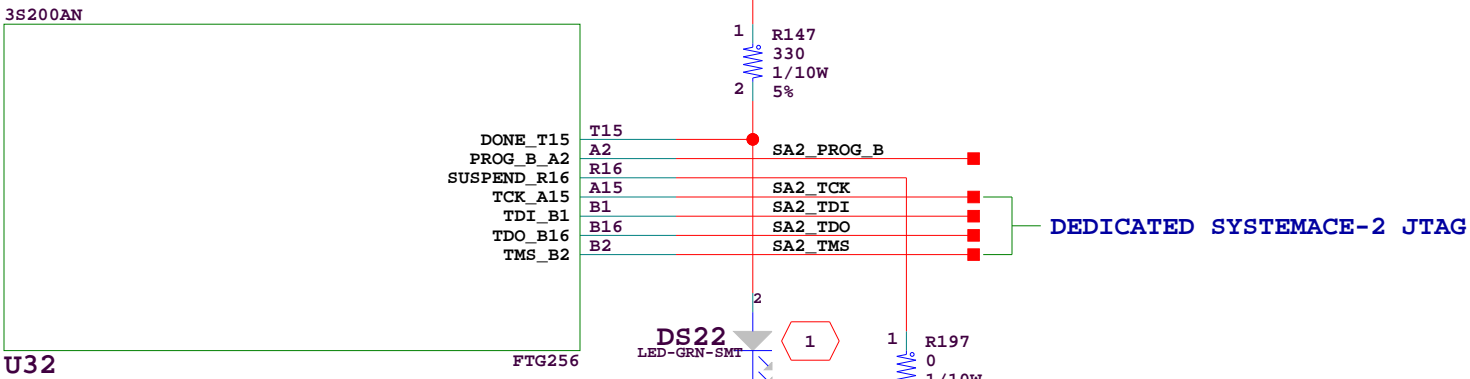 3S200AN
1
R147
330
1/10W
2
5%
DONE_T15
T15
PROG_B_A2
A2
SA2_PROG_B
SUSPEND_R16
R16
TCK_A15
A15
SA2_TCK
TDI_B1
B1
SA2_TDI
TDO_B16
B16
SA2_TDO
TMS_B2
B2
SA2_TMS
DEDICATED SYSTEMACE-2 JTAG
2
DS22
LED-GRN-SMT
1
1
R197
0
1/10W
U32
FTG256